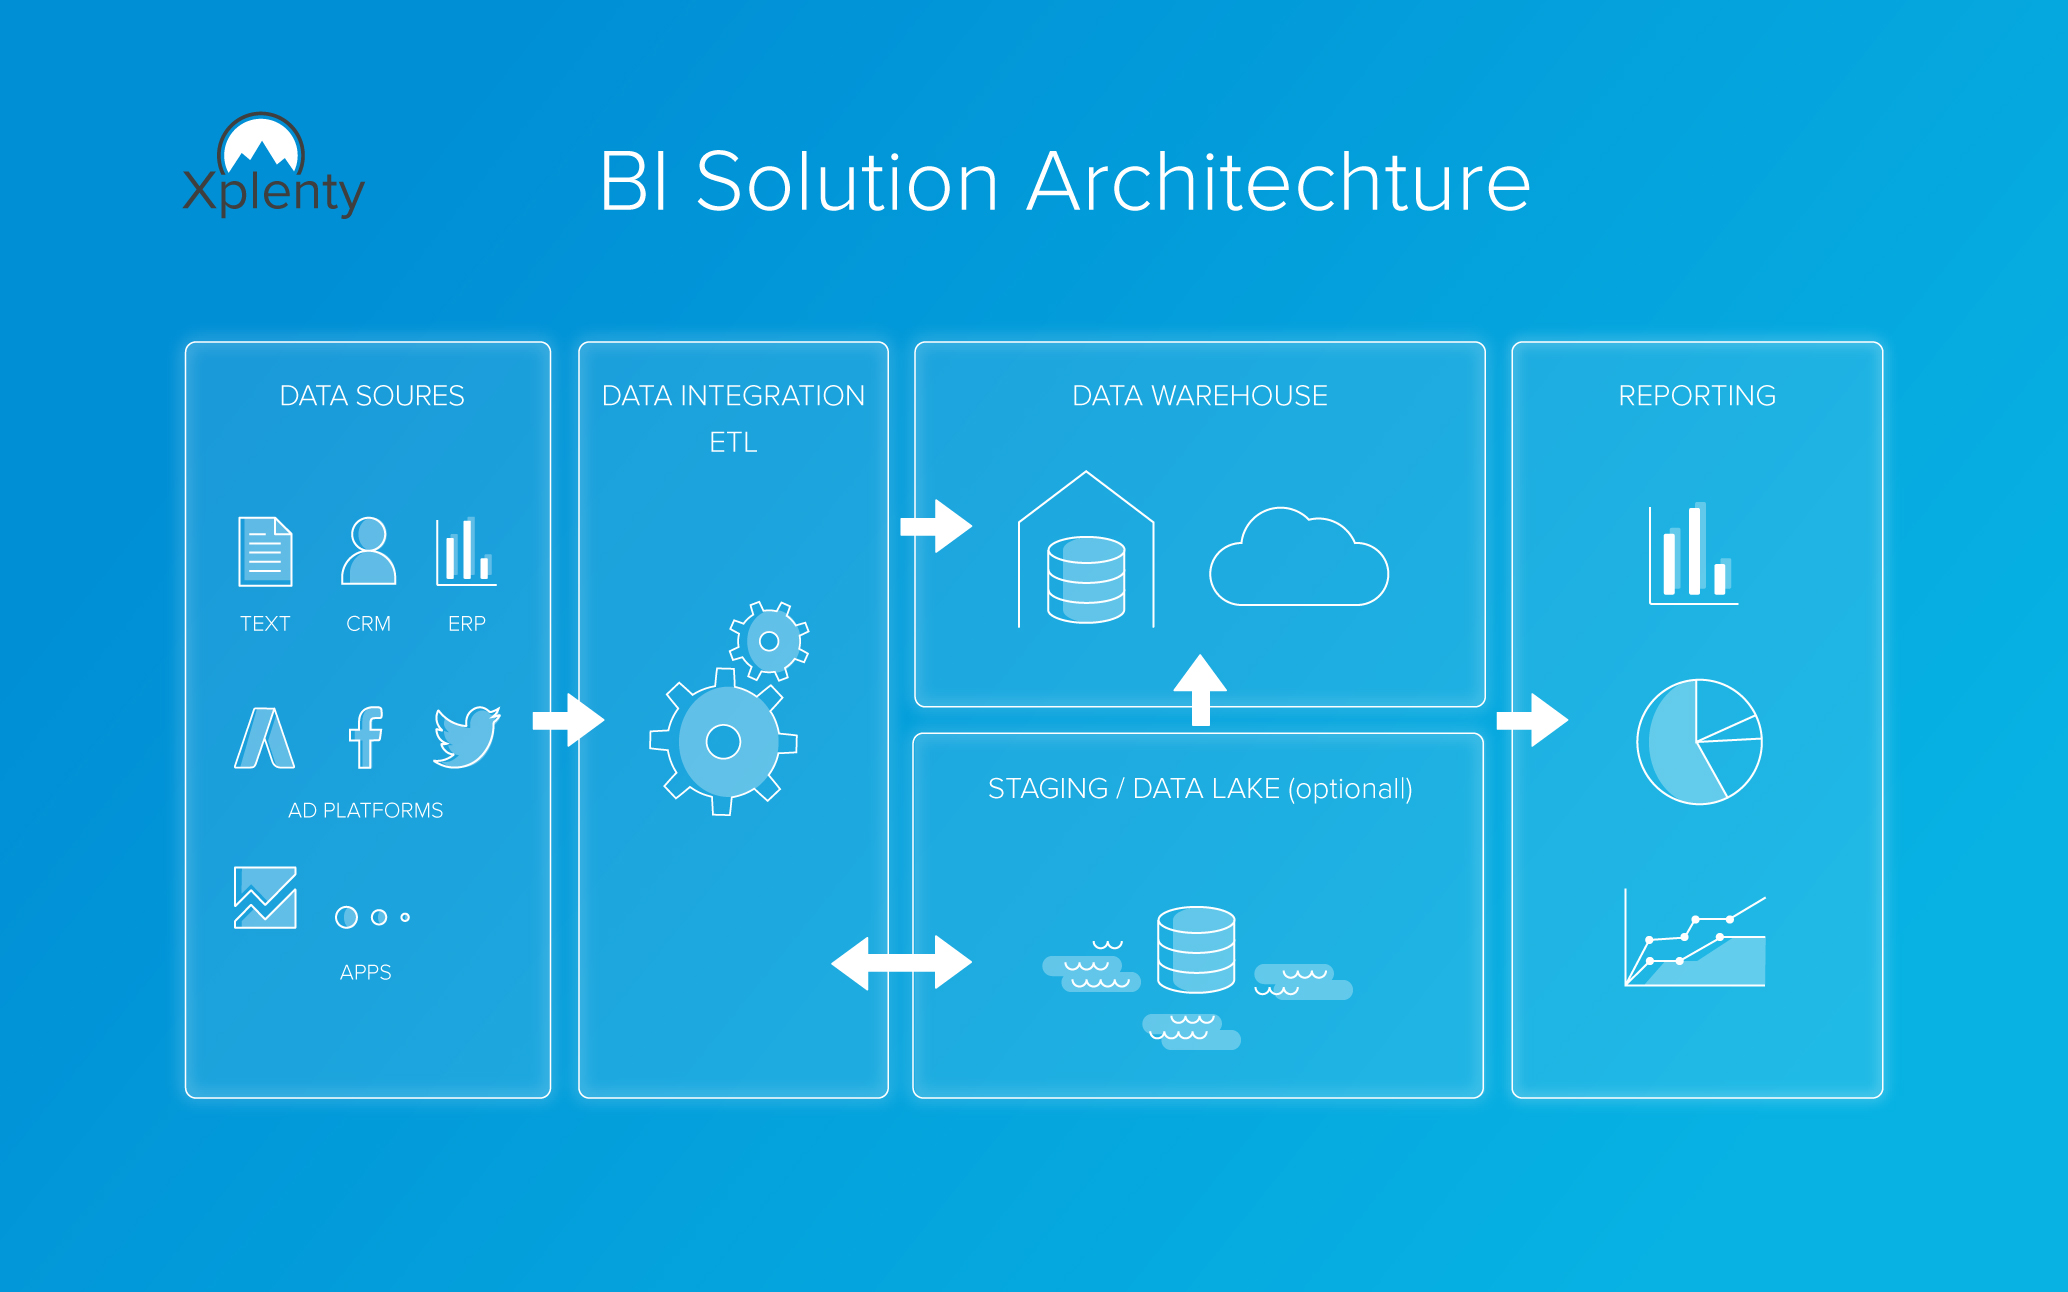 Xplenty
BI Solution Architechture
DATA SOURES
TEXT
CRM
ERP
AD PLATFORMS
APPS
DATA INTEGRATION
ETL
DATA WAREHOUSE
STAGING / DATA LAKE (optionall)
REPORTING